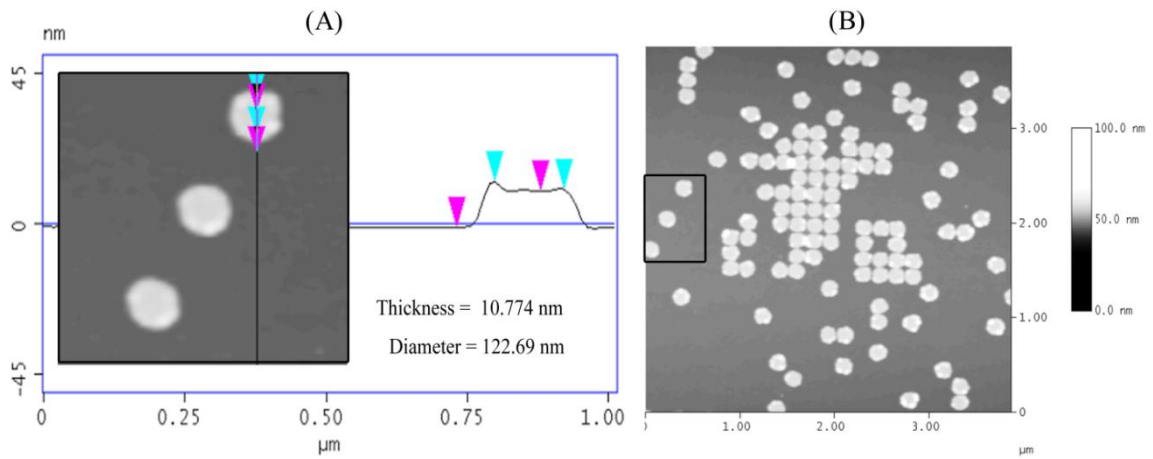 (A)
nm
45
0
-45
Thickness = 10.774 nm
Diameter = 122.69 nm
0
0.25
0.50
0.75
1.00
µm
(B)
3.00
2.00
1.00
0
1.00
2.00
3.00
µm
100.0 nm
50.0 nm
0.0 nm